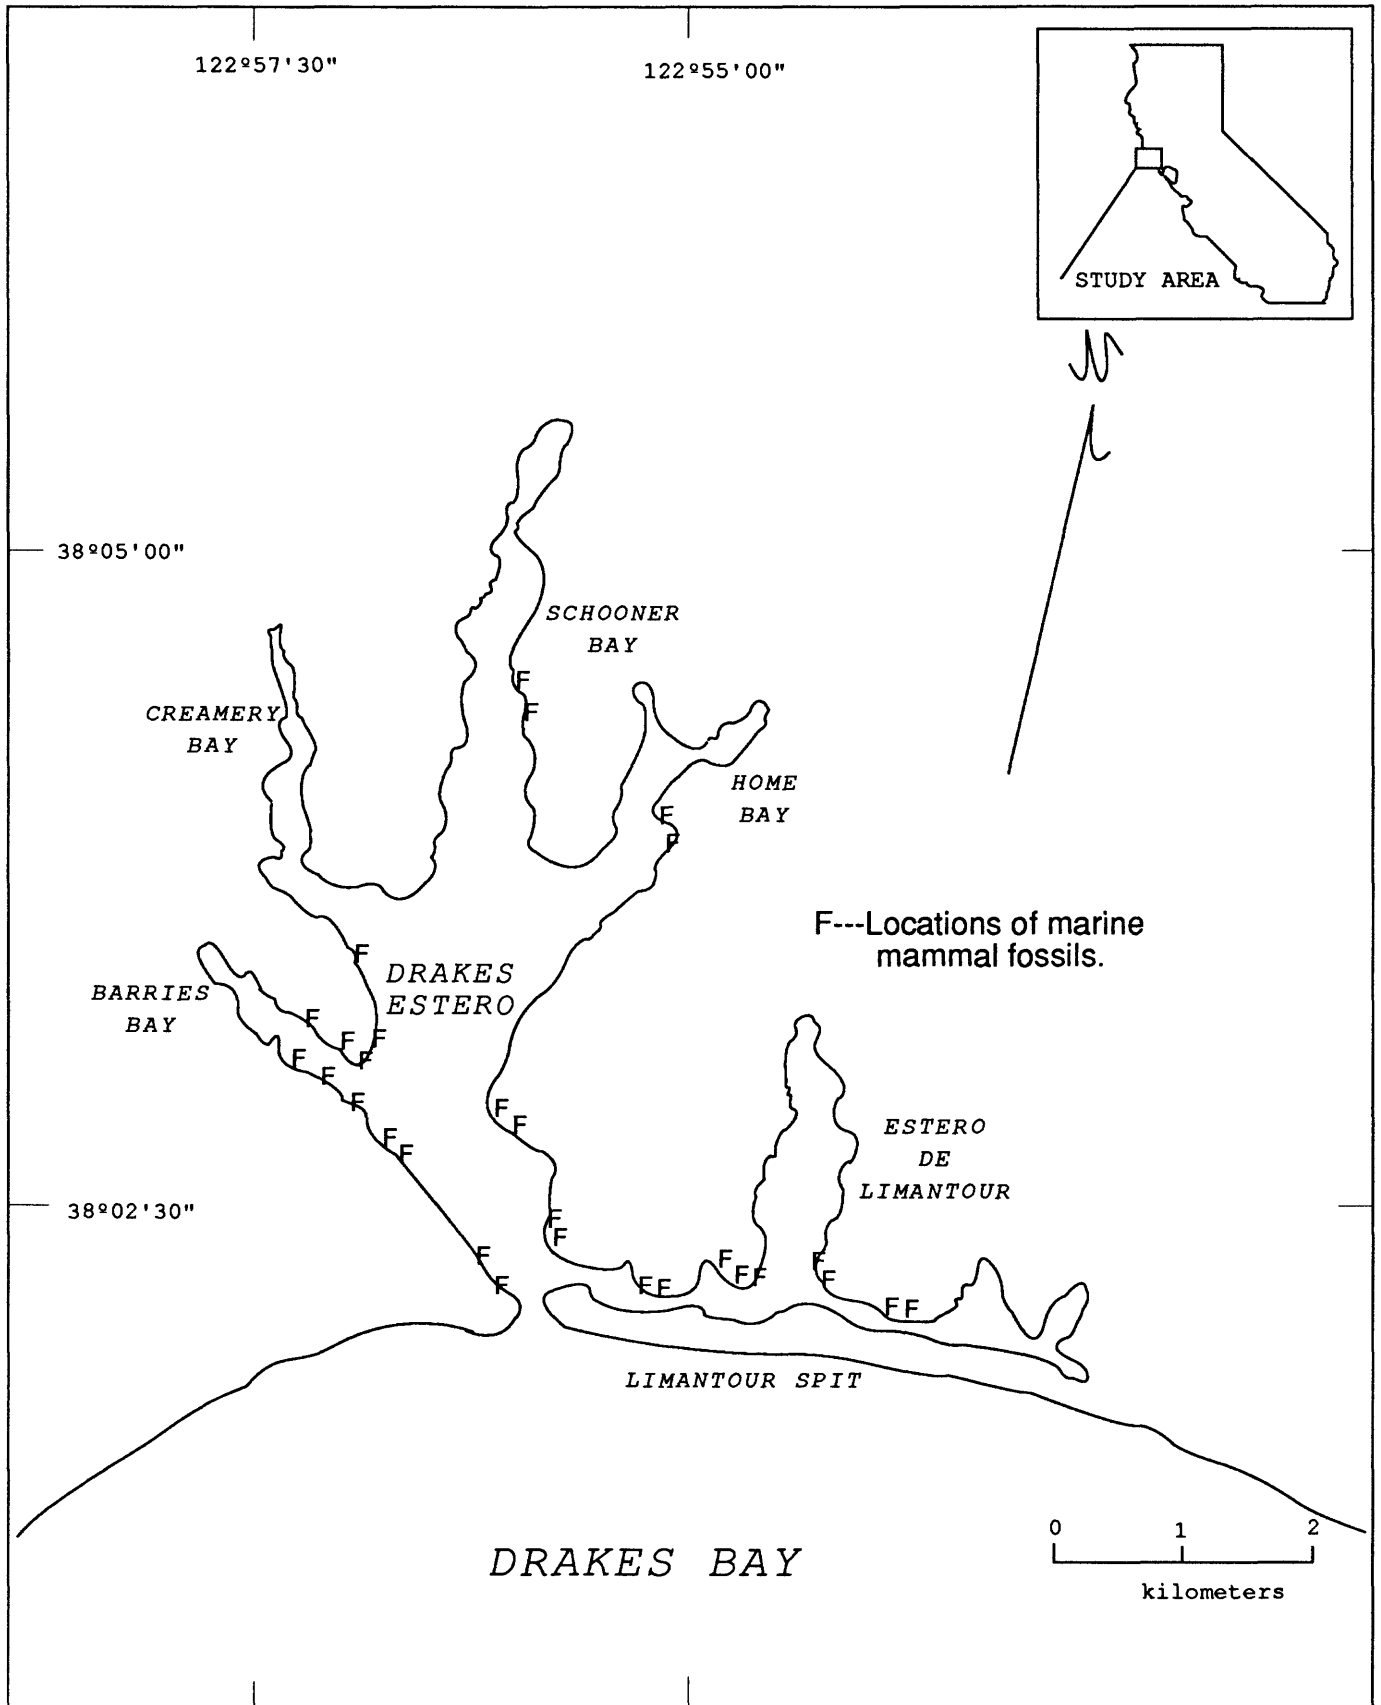 122º57'30"
122º55'00"
STUDY AREA
N
38º05'00"
SCHOONER
BAY
F
F
CREAMERY
BAY
HOME
BAY
F
F
F---Locations of marine
mammal fossils.
F
DRAKES
ESTERO
BARRIES
BAY
F
F
F
F
F
F
F
F
F
F
F
ESTERO
DE
LIMANTOUR
38º02'30"
F
F
F
F
F
F
F
F
F
F
F
F
F
LIMANTOUR SPIT
0 1 2
kilometers
DRAKES BAY